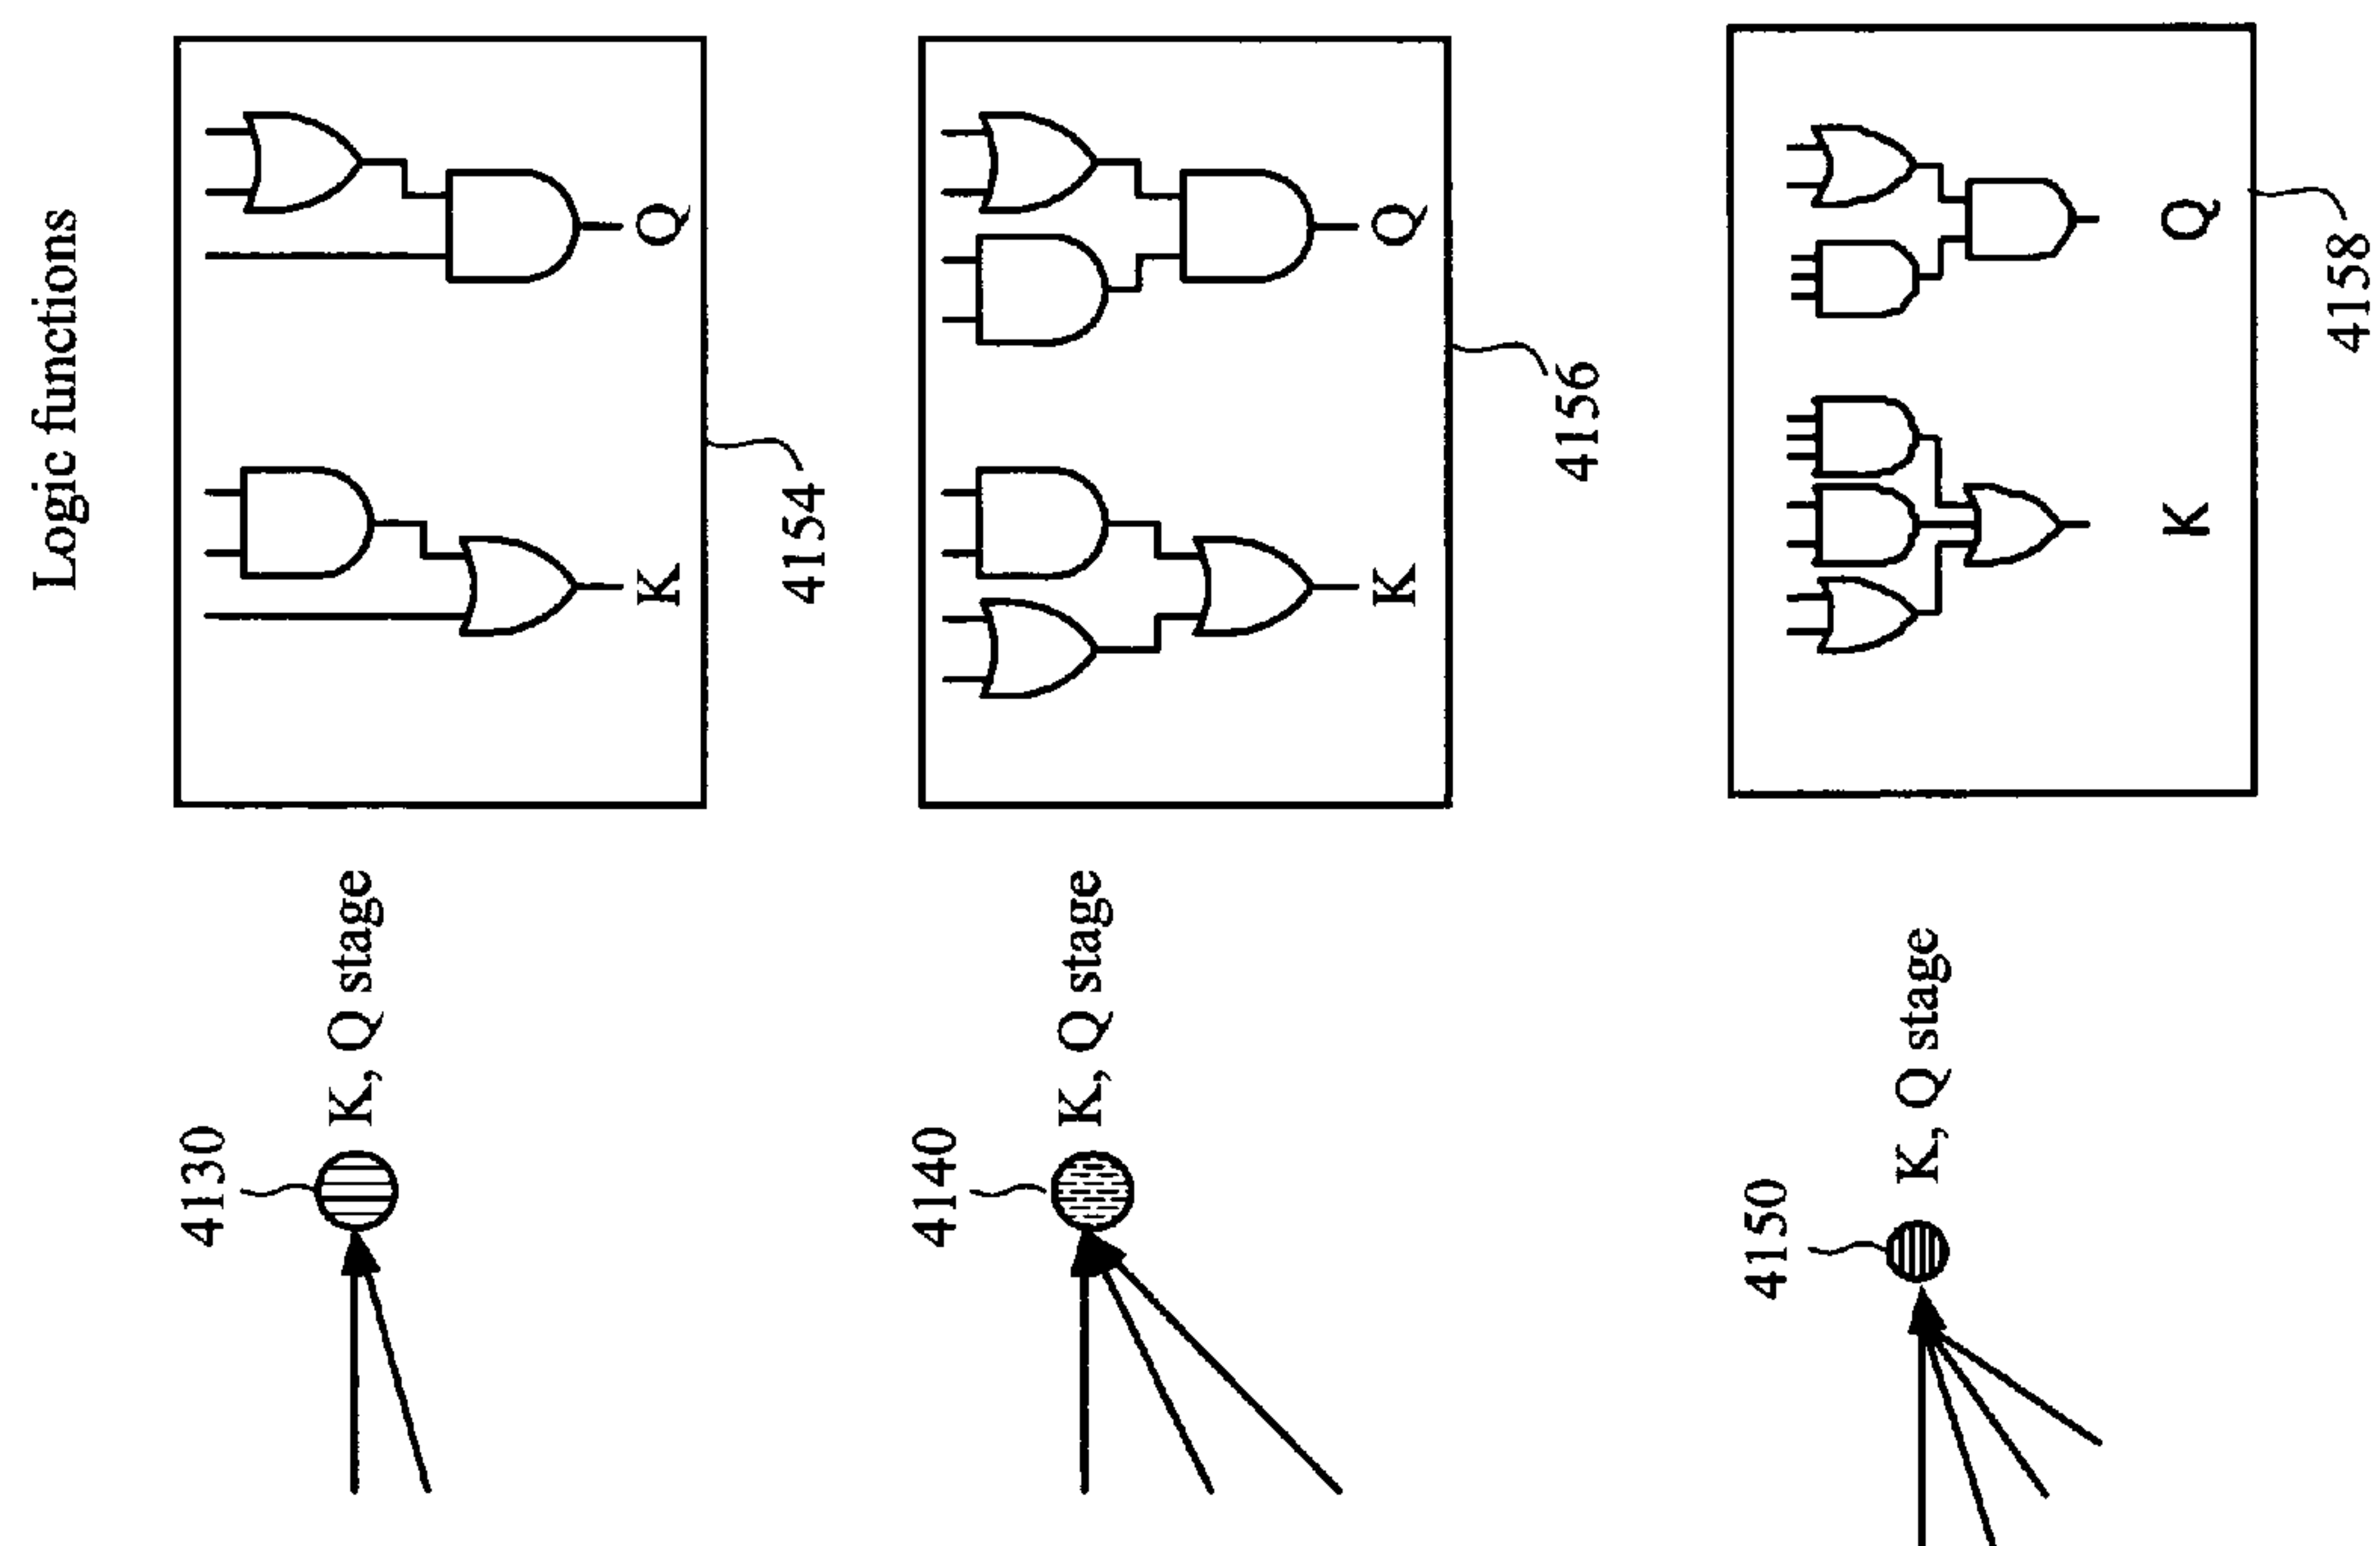 Logic functions
4130
K, Q stage
K
Q
4154
4140
K, Q stage
K
Q
4156
4150
K, Q stage
K
Q
4158